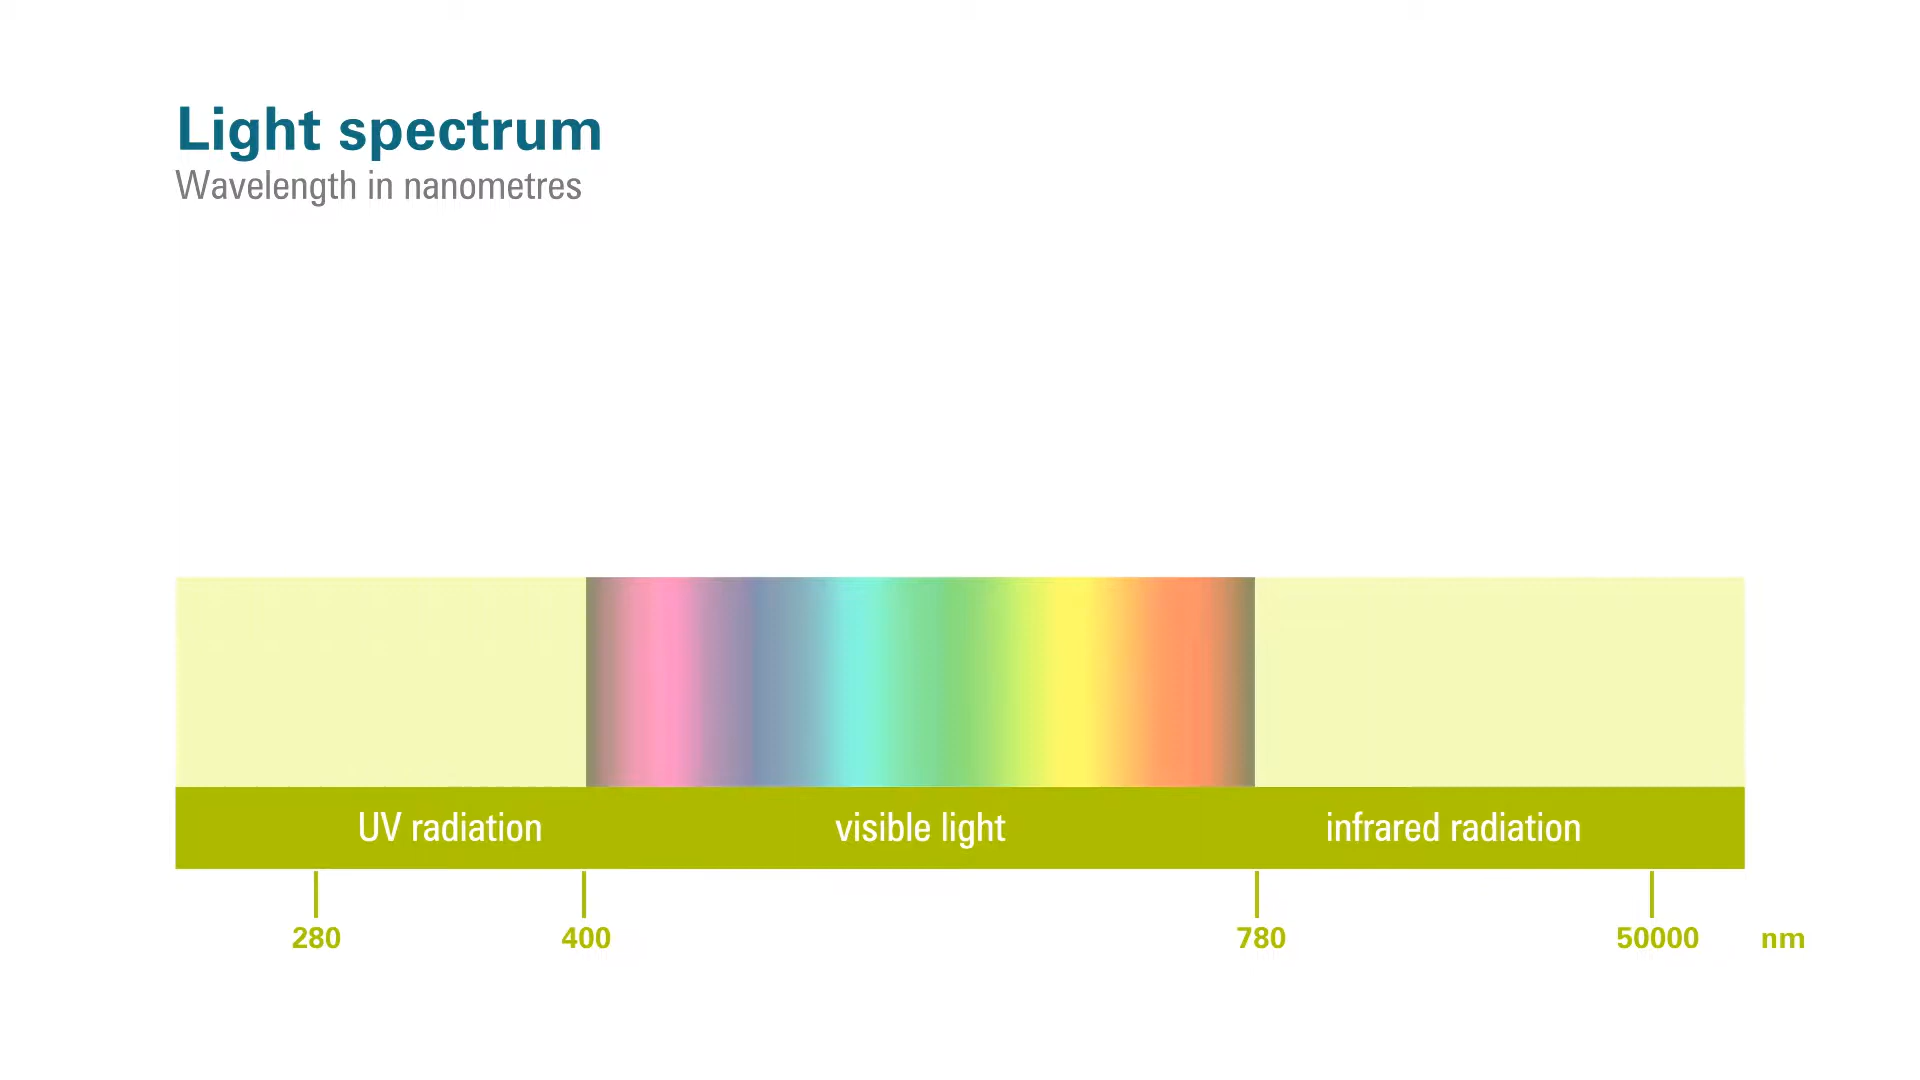 Light spectrum
Wavelength in nanometres
UV radiation visible light infrared radiation
280 400 780 50000 nm